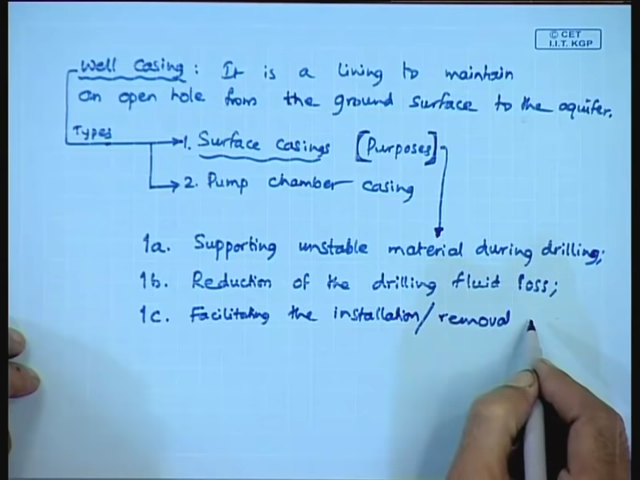 © CET
I.I.T. KGP
Well Casing : It is a lining to maintain
an open hole from the ground surface to the aquifer.
Types
1. Surface casings [Purposes]
2. Pump chamber casing
1a. Supporting unstable material during drilling;
1b. Reduction of the drilling fluid loss;
1c. Facilitating the installation/removal